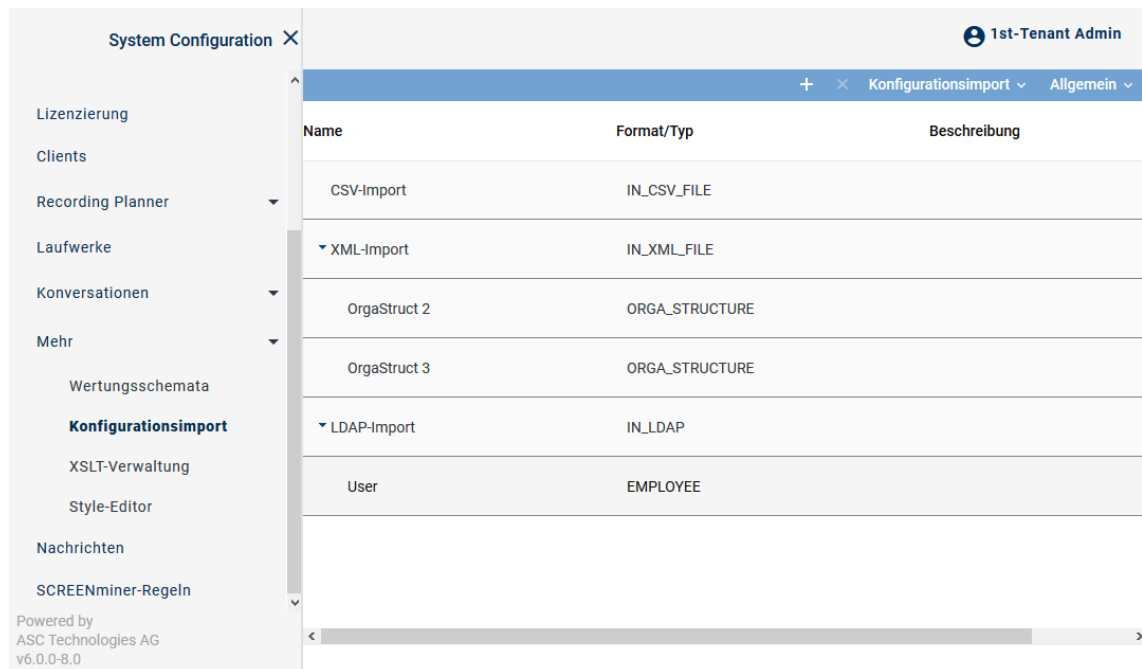 System Configuration
1st-Tenant Admin
Konfigurationsimport Allgemein
Lizenzierung
Clients
Recording Planner
Laufwerke
Konversationen
Mehr
Wertungsschemata
Konfigurationsimport
XSLT-Verwaltung
Style-Editor
Nachrichten
SCREENminer-Regeln
Powered by
ASC Technologies AG
v6.0.0-8.0
Name Format/Typ Beschreibung
CSV-Import IN_CSV_FILE
XML-Import IN_XML_FILE
OrgaStruct 2 ORGA_STRUCTURE
OrgaStruct 3 ORGA_STRUCTURE
LDAP-Import IN_LDAP
User EMPLOYEE